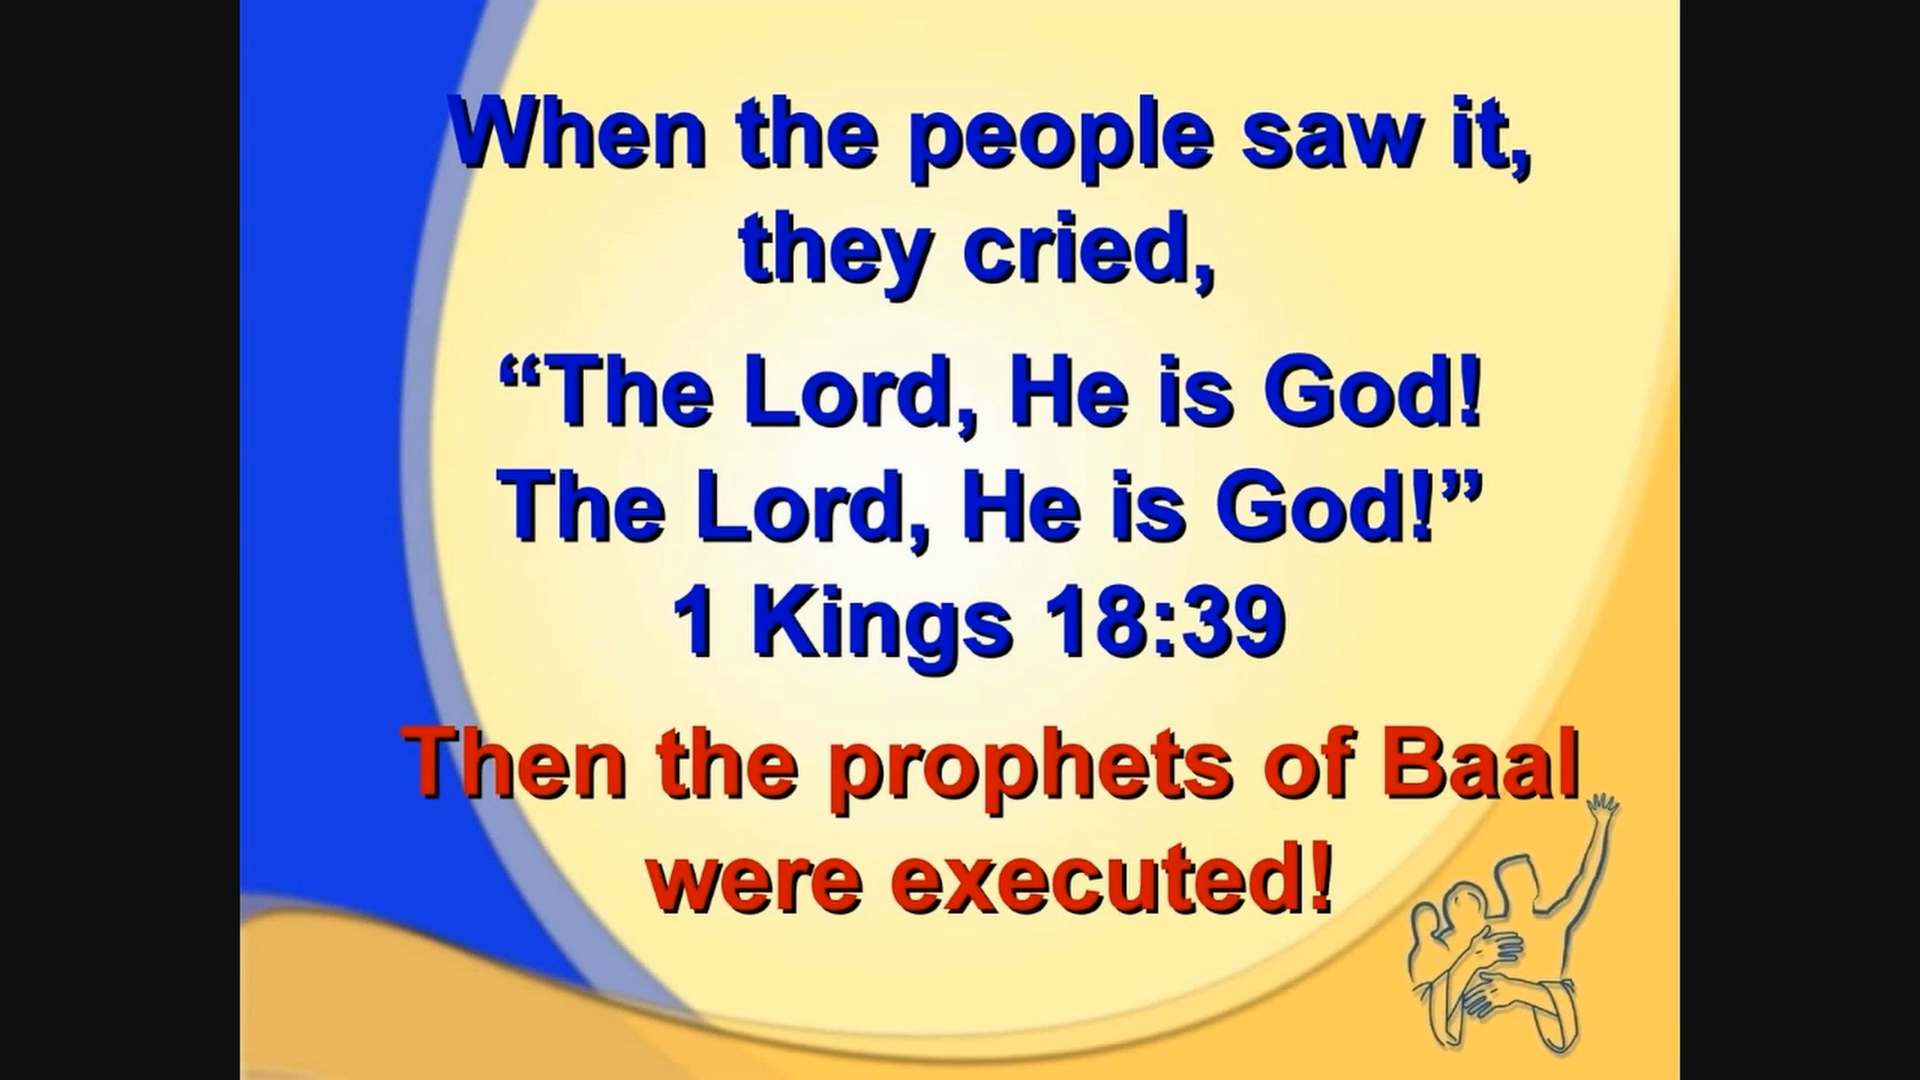 When the people saw it,
they cried,
“The Lord, He is God!
The Lord, He is God!”
1 Kings 18:39
Then the prophets of Baal
were executed!